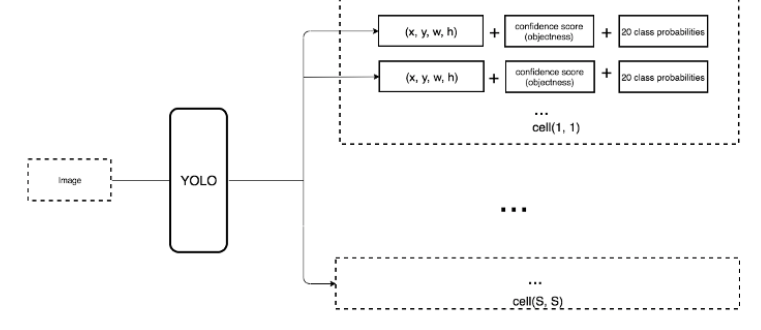 (x, y, w, h) + confidence score (objectness) + 20 class probabilities
(x, y, w, h) + confidence score (objectness) + 20 class probabilities
...
cell(1, 1)
Image
YOLO
...
...
cell(S, S)